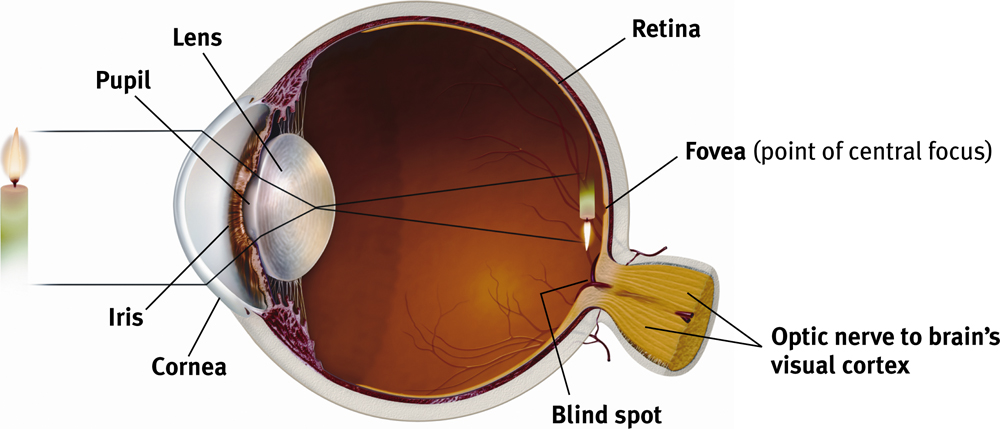 Lens
Retina
Pupil
Fovea (point of central focus)
Iris
Optic nerve to brain’s
visual cortex
Cornea
Blind spot